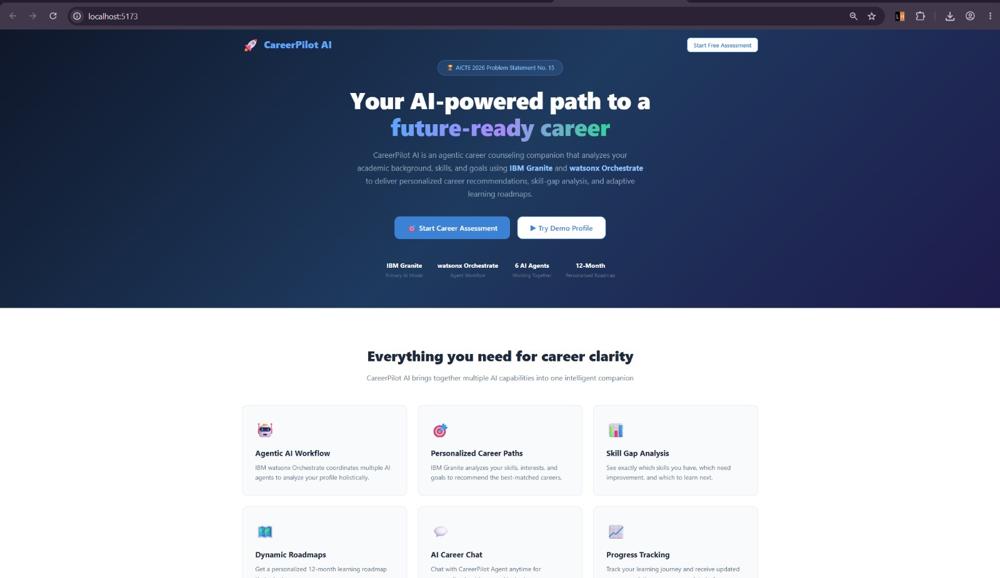 localhost:5173
CareerPilot AI
Start Free Assessment
AICTE 2026 Problem Statement No. 15
Your AI-powered path to a
future-ready career
CareerPilot AI is an agentic career counseling companion that analyzes your
academic background, skills, and goals using IBM Granite and watsonx Orchestrate
to deliver personalized career recommendations, skill-gap analysis, and adaptive
learning roadmaps.
Start Career Assessment
▶ Try Demo Profile
IBM Granite
Primary AI Model
watsonx Orchestrate
Agent Workflow
6 AI Agents
Working Together
12-Month
Personalized Roadmap
Everything you need for career clarity
CareerPilot AI brings together multiple AI capabilities into one intelligent companion
Agentic AI Workflow
IBM watsonx Orchestrate coordinates multiple AI
agents to analyze your profile holistically.
Personalized Career Paths
IBM Granite analyzes your skills, interests, and
goals to recommend the best-matched careers.
Skill Gap Analysis
See exactly which skills you have, which need
improvement, and which to learn next.
Dynamic Roadmaps
Get a personalized 12-month learning roadmap
AI Career Chat
Chat with CareerPilot Agent anytime for
Progress Tracking
Track your learning journey and receive updated